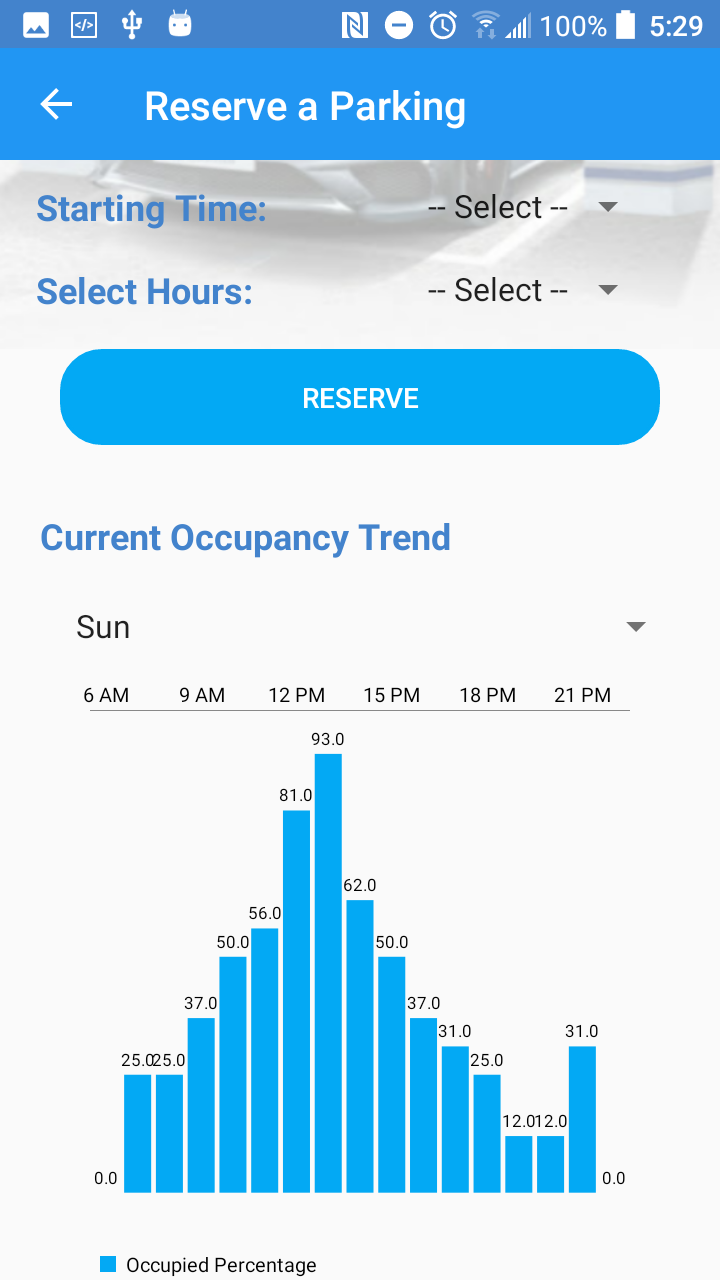 100% 5:29
Reserve a Parking
Starting Time: -- Select --
Select Hours: -- Select --
RESERVE
Current Occupancy Trend
Sun
6 AM 9 AM 12 PM 15 PM 18 PM 21 PM
93.0
81.0
62.0
56.0
50.0 50.0
37.0 37.0
31.0 31.0
25.0 25.0 25.0
12.0 12.0
0.0 0.0
Occupied Percentage